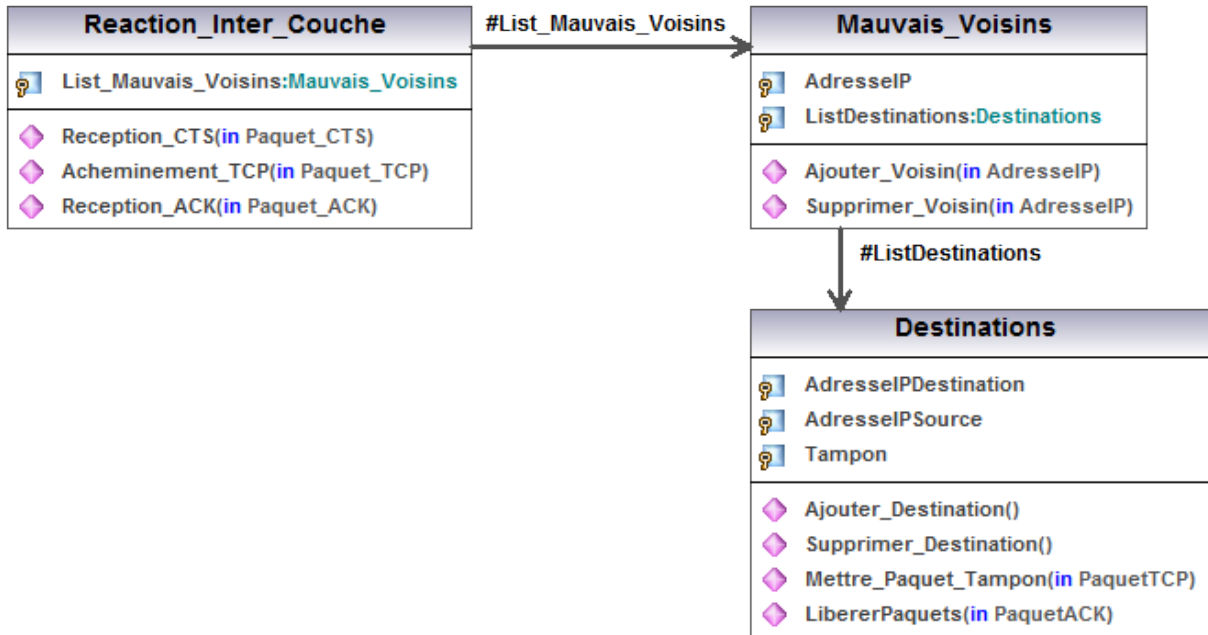 Reaction_Inter_Couche
List_Mauvais_Voisins:Mauvais_Voisins
Reception_CTS(in Paquet_CTS)
Acheminement_TCP(in Paquet_TCP)
Reception_ACK(in Paquet_ACK)
#List_Mauvais_Voisins
Mauvais_Voisins
AdresseIP
ListDestinations:Destinations
Ajouter_Voisin(in AdresseIP)
Supprimer_Voisin(in AdresseIP)
#ListDestinations
Destinations
AdresseIPDestination
AdresseIPSource
Tampon
Ajouter_Destination()
Supprimer_Destination()
Mettre_Paquet_Tampon(in PaquetTCP)
LibererPaquets(in PaquetACK)